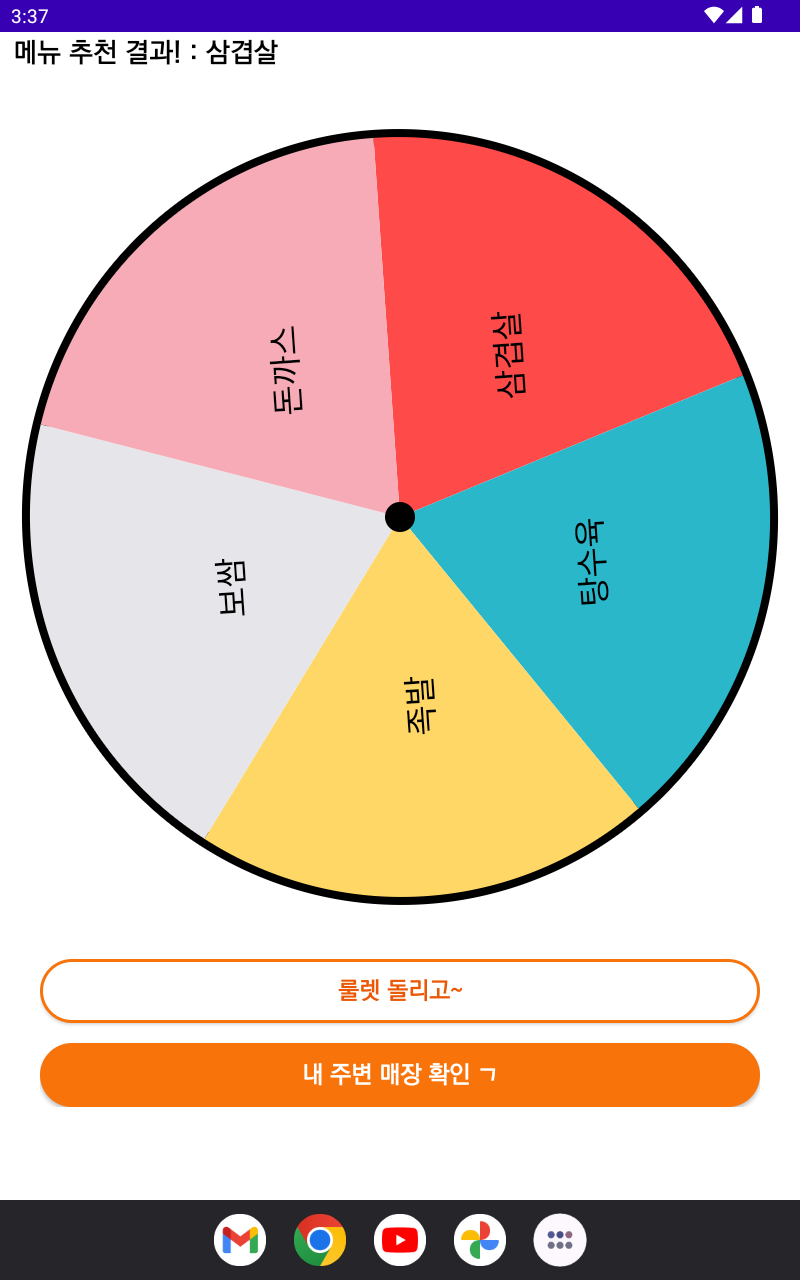 3:37
메뉴 추천 결과! : 삼겹살
돈까스
삼겹살
보쌈
탕수육
족발
룰렛 돌리고~
내 주변 매장 확인 ㄱ